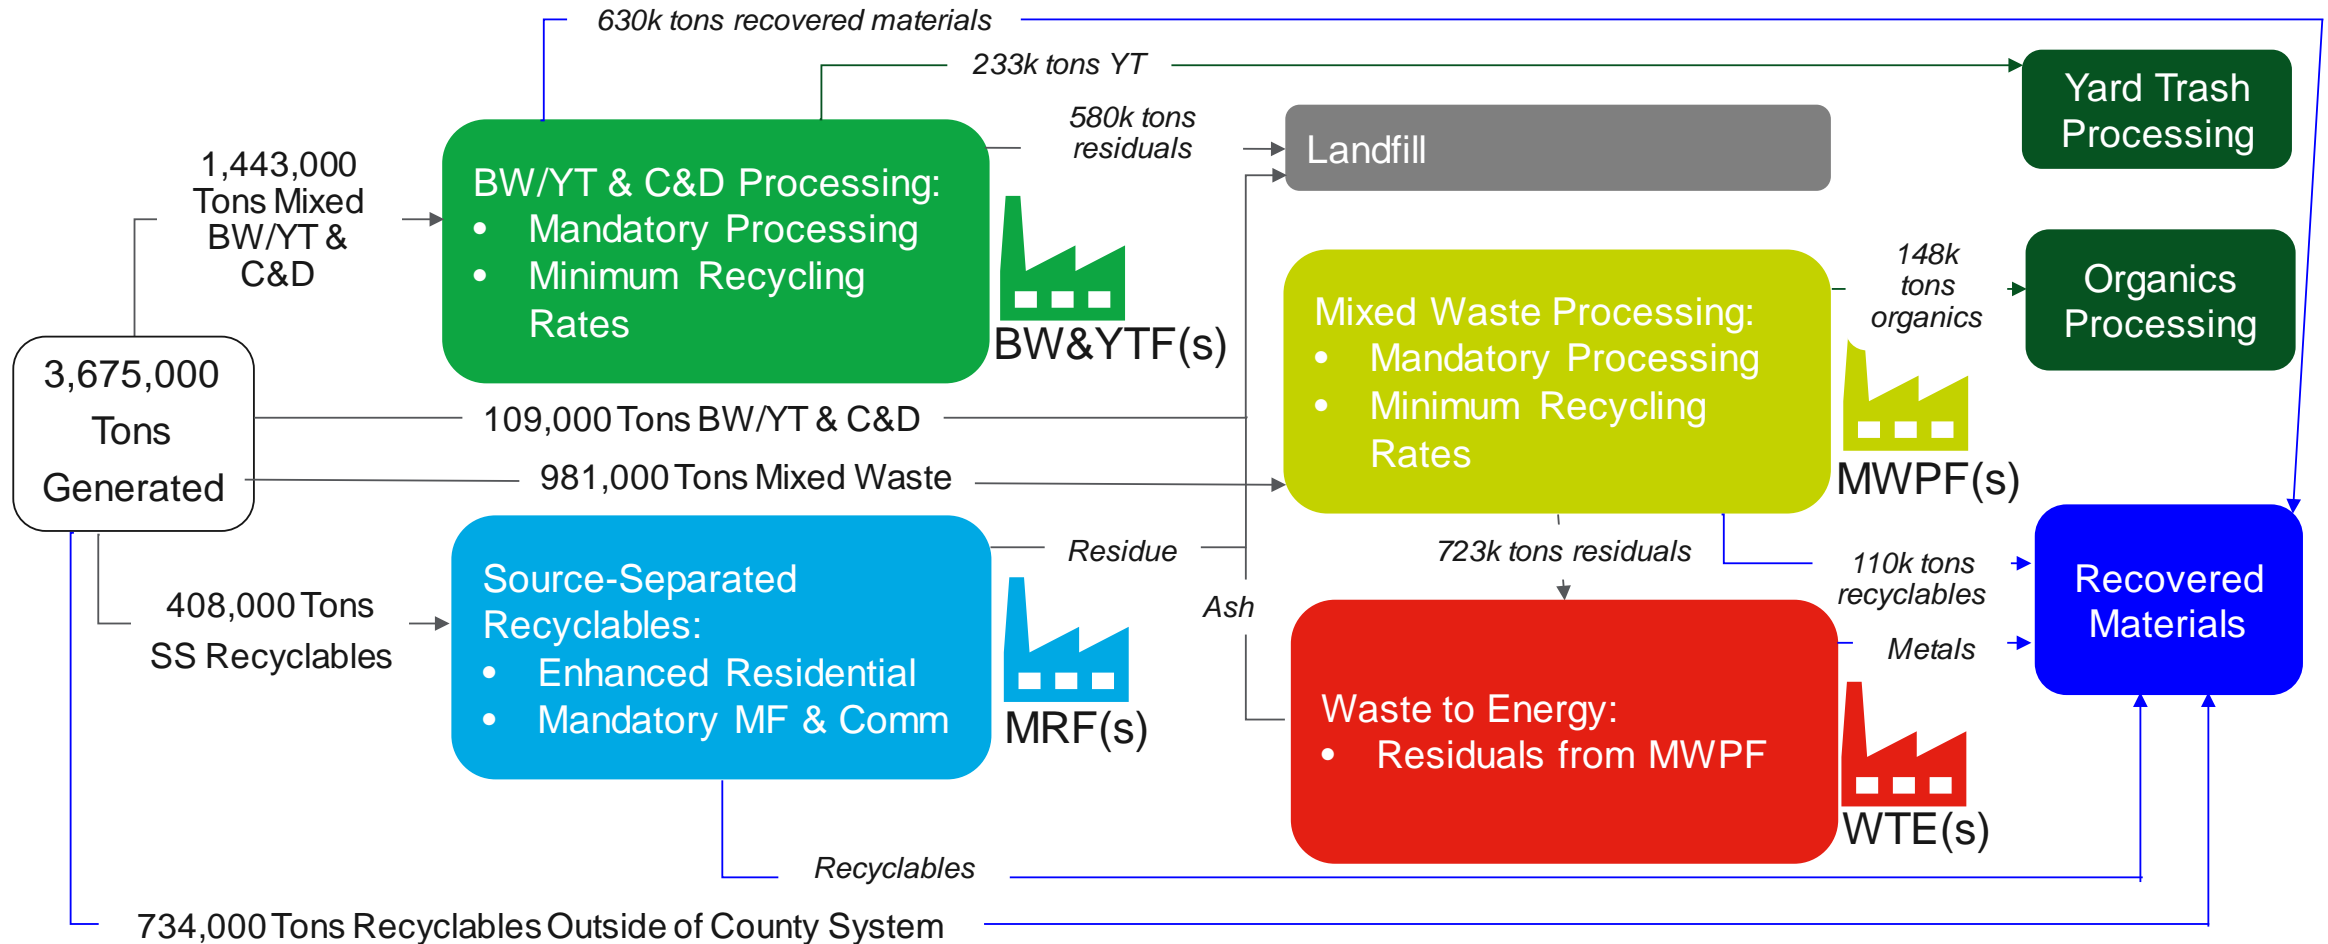 630k tons recovered materials
233k tons YT
Yard Trash
Processing
580k tons
residuals
Landfill
1,443,000
Tons Mixed
BW/YT &
C&D
BW/YT & C&D Processing:
• Mandatory Processing
• Minimum Recycling
Rates
BW&YTF(s)
148k
tons
organics
Organics
Processing
Mixed Waste Processing:
• Mandatory Processing
• Minimum Recycling
Rates
MWPF(s)
3,675,000
Tons
Generated
109,000 Tons BW/YT & C&D
981,000 Tons Mixed Waste
408,000 Tons
SS Recyclables
Source-Separated
Recyclables:
• Enhanced Residential
• Mandatory MF & Comm
MRF(s)
Residue
Ash
723k tons residuals
110k tons
recyclables
Metals
Recovered
Materials
Waste to Energy:
• Residuals from MWPF
WTE(s)
Recyclables
734,000 Tons Recyclables Outside of County System